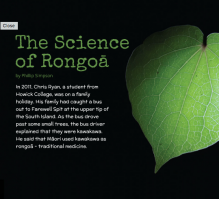 Close
The Science
of Rongoā
by Philip Simpson
In 2011, Chris Ryan, a student from
Howick College, was on a family
holiday. His family had caught a bus
out to Farewell Spit at the upper tip of
the South Island. As the bus drove
past some small trees, the bus driver
explained that they were kawakawa.
He said that Māori used kawakawa as
rongoā – traditional medicine.